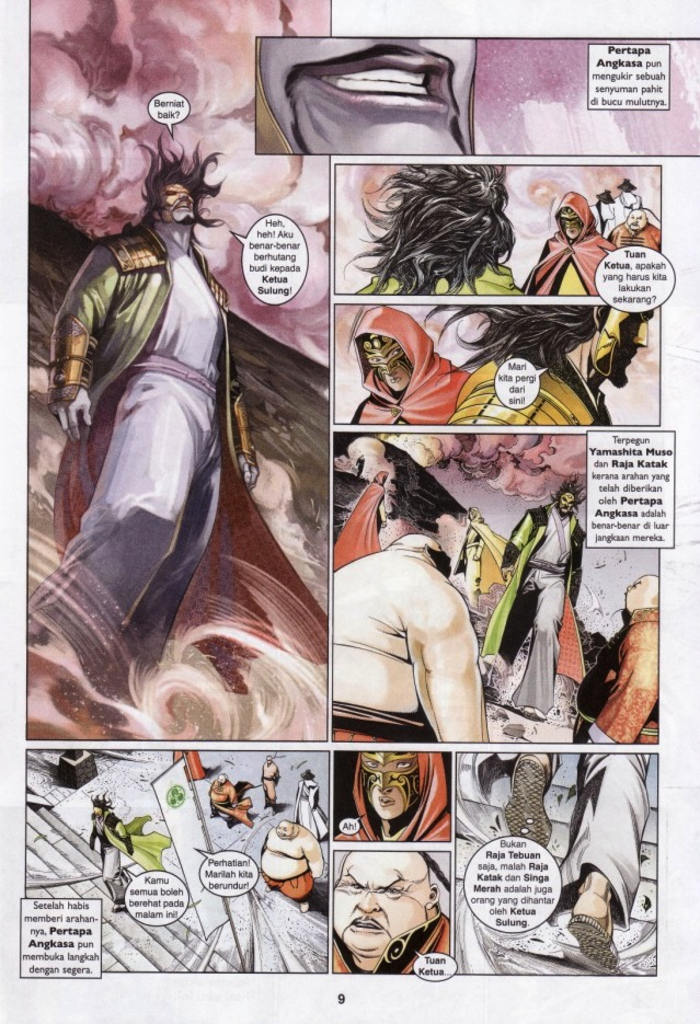 Berniat
baik?
Heh,
heh! Aku
benar-benar
berhutang
budi kepada
Ketua
Sulung!
Pertapa
Angkasa pun
mengukir sebuah
senyuman pahit
di bucu mulutnya.
Tuan
Ketua, apakah
yang harus kita
lakukan
sekarang?
Mari
kita pergi
dari
sini!
Terpegun
Yamashita Muso
dan Raja Katak
kerana arahan yang
telah diberikan
oleh Pertapa
Angkasa adalah
benar-benar di luar
jangkaan mereka.
Setelah habis
memberi arahan-
nya, Pertapa
Angkasa pun
membuka langkah
dengan segera.
Kamu
semua boleh
berehat pada
malam ini!
Perhatian!
Marilah kita
berundur!
Ah!
Tuan
Ketua...
Bukan
Raja Tebuan
saja, malah Raja
Katak dan Singa
Merah adalah juga
orang yang dihantar
oleh Ketua
Sulung.
9